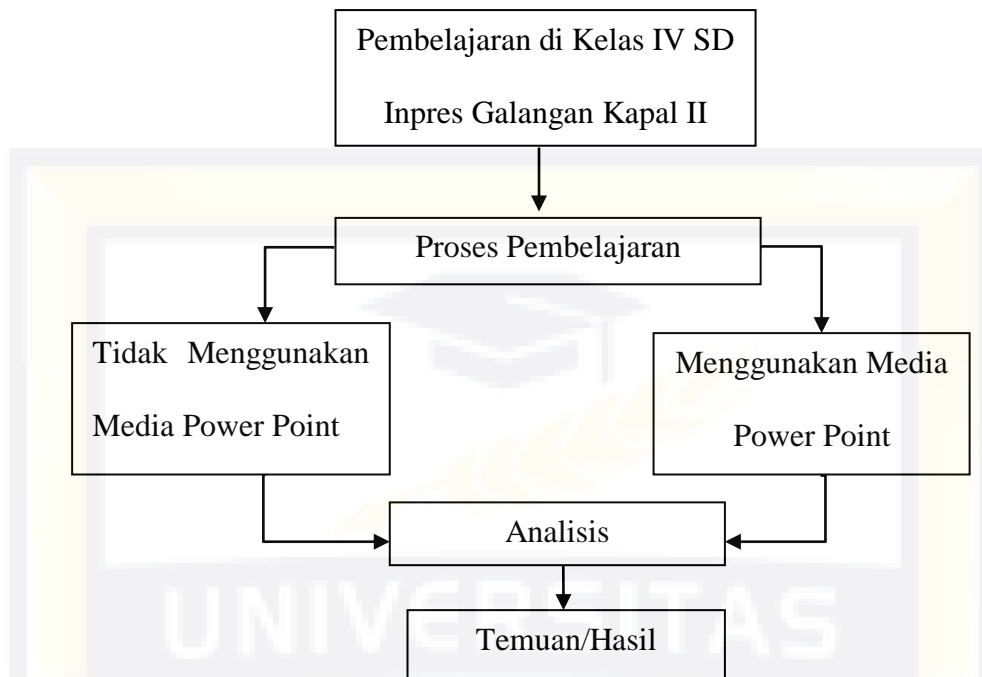 Pembelajaran di Kelas IV SD
Inpres Galangan Kapal II
Proses Pembelajaran
Tidak Menggunakan
Media Power Point
Menggunakan Media
Power Point
Analisis
UNIVERSITAS
Temuan/Hasil